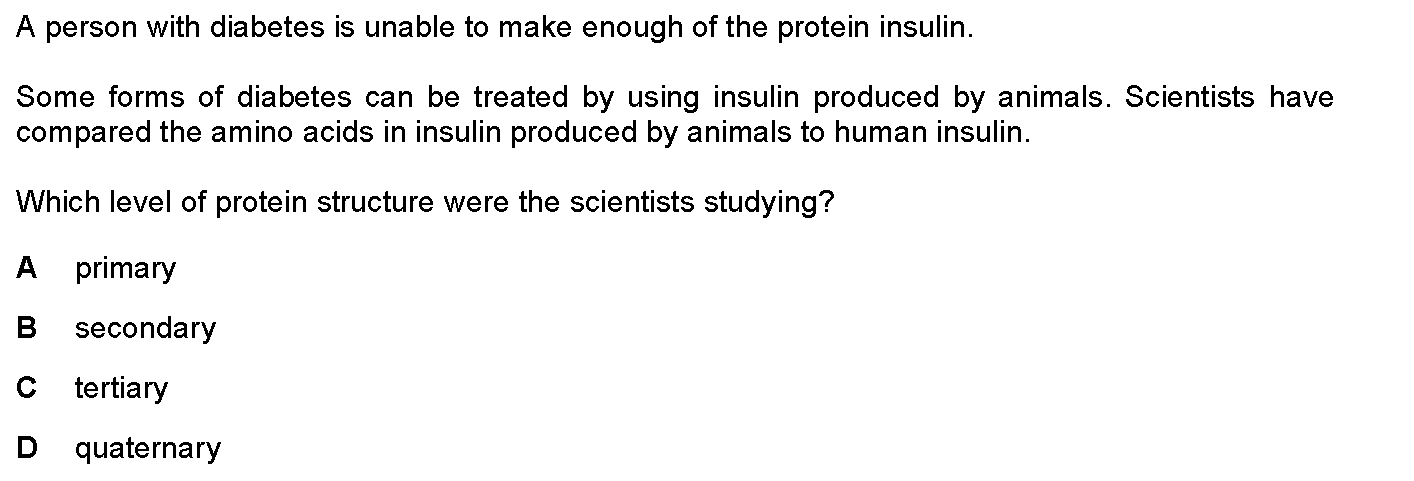 A person with diabetes is unable to make enough of the protein insulin.
Some forms of diabetes can be treated by using insulin produced by animals. Scientists have
compared the amino acids in insulin produced by animals to human insulin.
Which level of protein structure were the scientists studying?
A primary
B secondary
C tertiary
D quaternary